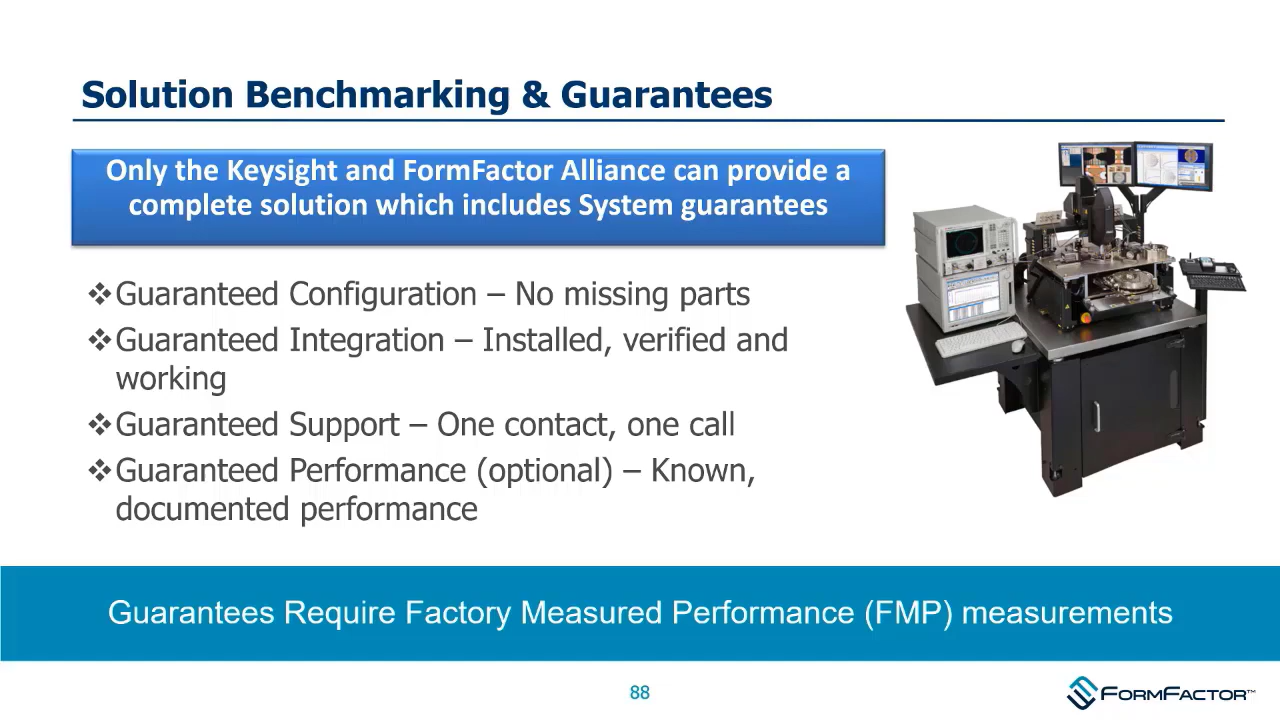 Solution Benchmarking & Guarantees
Only the Keysight and FormFactor Alliance can provide a
complete solution which includes System guarantees
❖Guaranteed Configuration – No missing parts
❖Guaranteed Integration – Installed, verified and
working
❖Guaranteed Support – One contact, one call
❖Guaranteed Performance (optional) – Known,
documented performance
Guarantees Require Factory Measured Performance (FMP) measurements
88
FORMFACTOR™